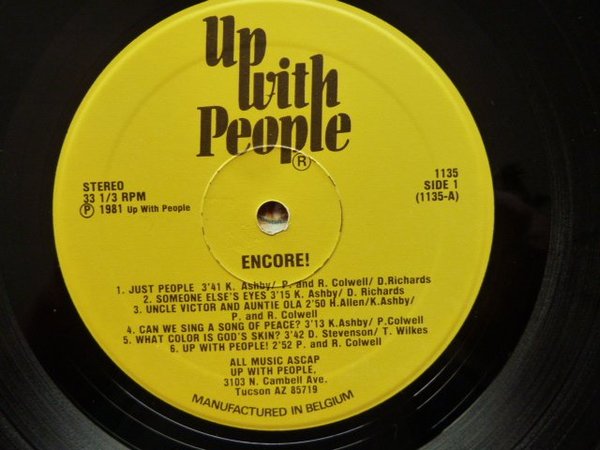 Up
with
People
®
STEREO
33 1/3 RPM
℗ 1981 Up With People
1135
SIDE 1
(1135-A)
ENCORE!
1. JUST PEOPLE 3'41 K. Ashby/ P. and R. Colwell/ D.Richards
2. SOMEONE ELSE'S EYES 3'15 K. Ashby/ D. Richards
3. UNCLE VICTOR AND AUNTIE OLA 2'50 H.Allen/K.Ashby/
P. and R. Colwell
4. CAN WE SING A SONG OF PEACE? 3'13 K.Ashby/ P.Colwell
5. WHAT COLOR IS GOD'S SKIN? 3'42 D. Stevenson/ T. Wilkes
6. UP WITH PEOPLE! 2'52 P. and R. Colwell
ALL MUSIC ASCAP
UP WITH PEOPLE,
3103 N. Cambell Ave.
Tucson AZ 85719
MANUFACTURED IN BELGIUM